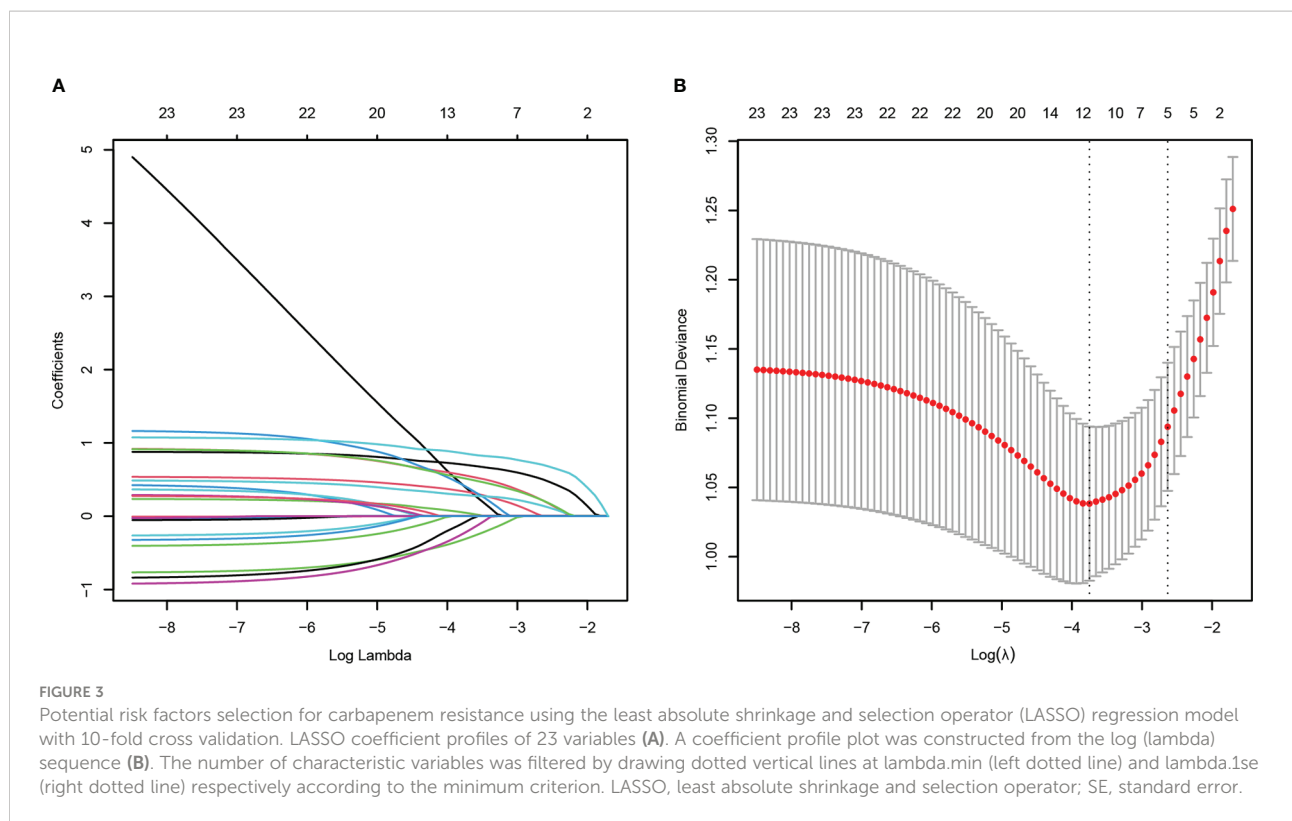 A
23 23 22 20 13 7 2
5
4
3
2
1
0
−1
Coefficients
−8 −7 −6 −5 −4 −3 −2
Log Lambda
B
23 23 23 23 22 22 22 20 20 14 12 10 7 5 5 2
1.30
1.25
1.20
1.15
1.10
1.05
1.00
Binomial Deviance
−8 −7 −6 −5 −4 −3 −2
Log(λ)
FIGURE 3
Potential risk factors selection for carbapenem resistance using the least absolute shrinkage and selection operator (LASSO) regression model
with 10-fold cross validation. LASSO coefficient profiles of 23 variables (A). A coefficient profile plot was constructed from the log (lambda)
sequence (B). The number of characteristic variables was filtered by drawing dotted vertical lines at lambda.min (left dotted line) and lambda.1se
(right dotted line) respectively according to the minimum criterion. LASSO, least absolute shrinkage and selection operator; SE, standard error.